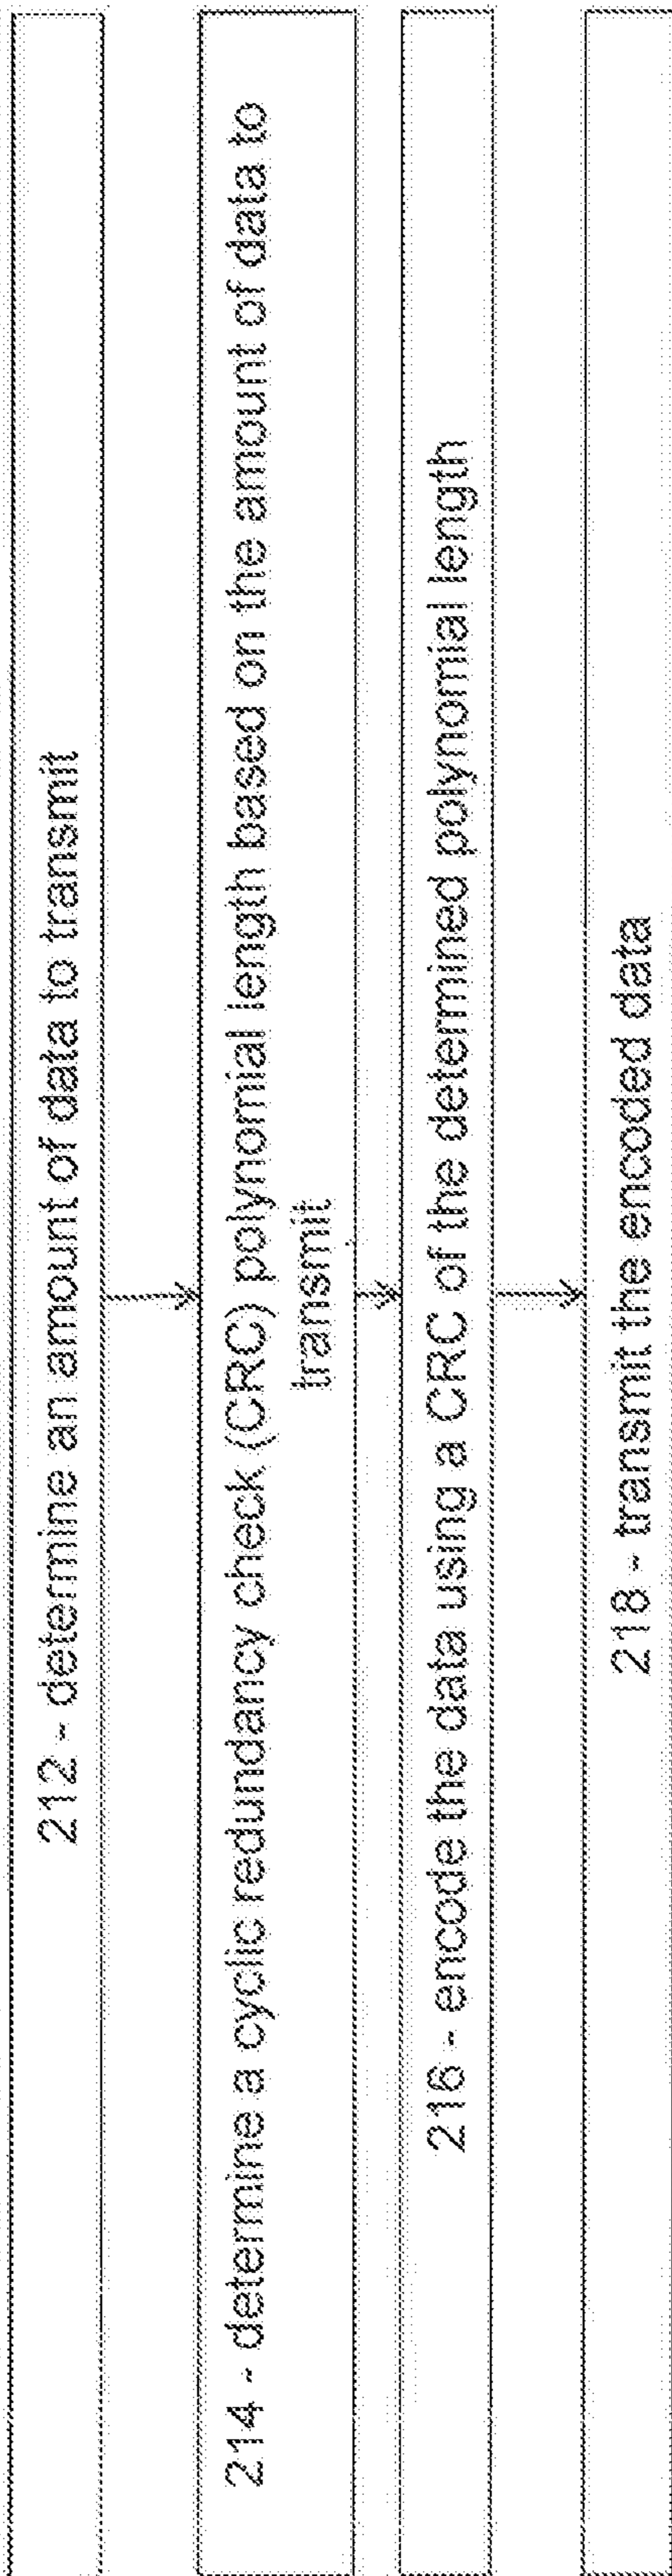 212 - determine an amount of data to transmit
214 - determine a cyclic redundancy check (CRC) polynomial length based on the amount of data to
transmit
216 - encode the data using a CRC of the determined polynomial length
218 - transmit the encoded data